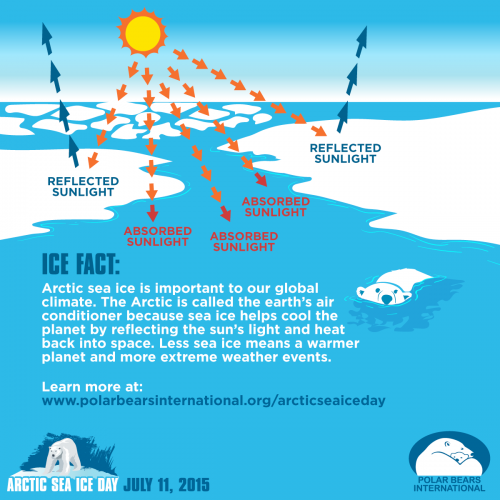 REFLECTED
SUNLIGHT
REFLECTED
SUNLIGHT
ABSORBED
SUNLIGHT
ABSORBED
SUNLIGHT
ABSORBED
SUNLIGHT
ICE FACT:
Arctic sea ice is important to our global
climate. The Arctic is called the earth's air
conditioner because sea ice helps cool the
planet by reflecting the sun's light and heat
back into space. Less sea ice means a warmer
planet and more extreme weather events.
Learn more at:
www.polarbearsinternational.org/arcticseaiceday
ARCTIC SEA ICE DAY JULY 11, 2015
POLAR BEARS
INTERNATIONAL